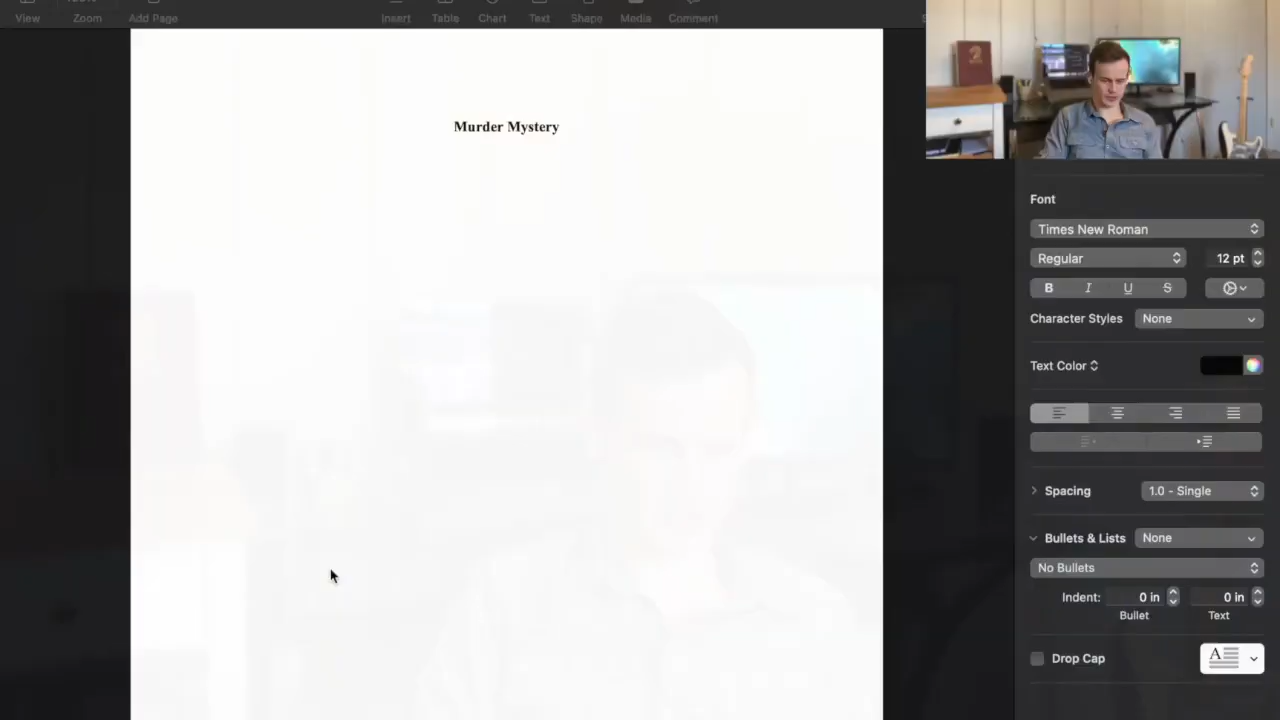 View Zoom Add Page Insert Table Chart Text Shape Media Comment
Murder Mystery
Font
Times New Roman
Regular 12 pt
B I U S
Character Styles None
Text Color
Spacing 1.0 - Single
Bullets & Lists None
No Bullets
Indent: 0 in 0 in
Bullet Text
Drop Cap A